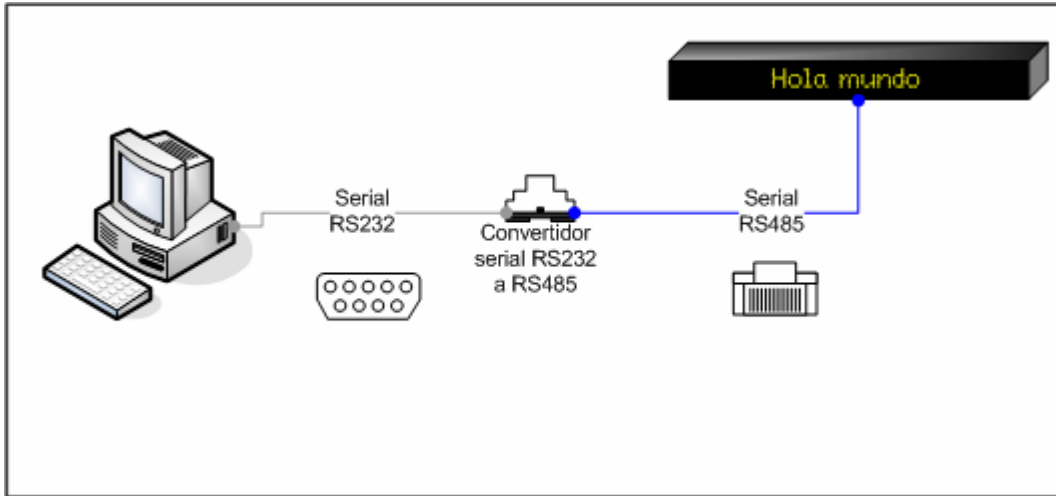 Hola mundo
Serial
RS232
Convertidor
serial RS232
a RS485
Serial
RS485